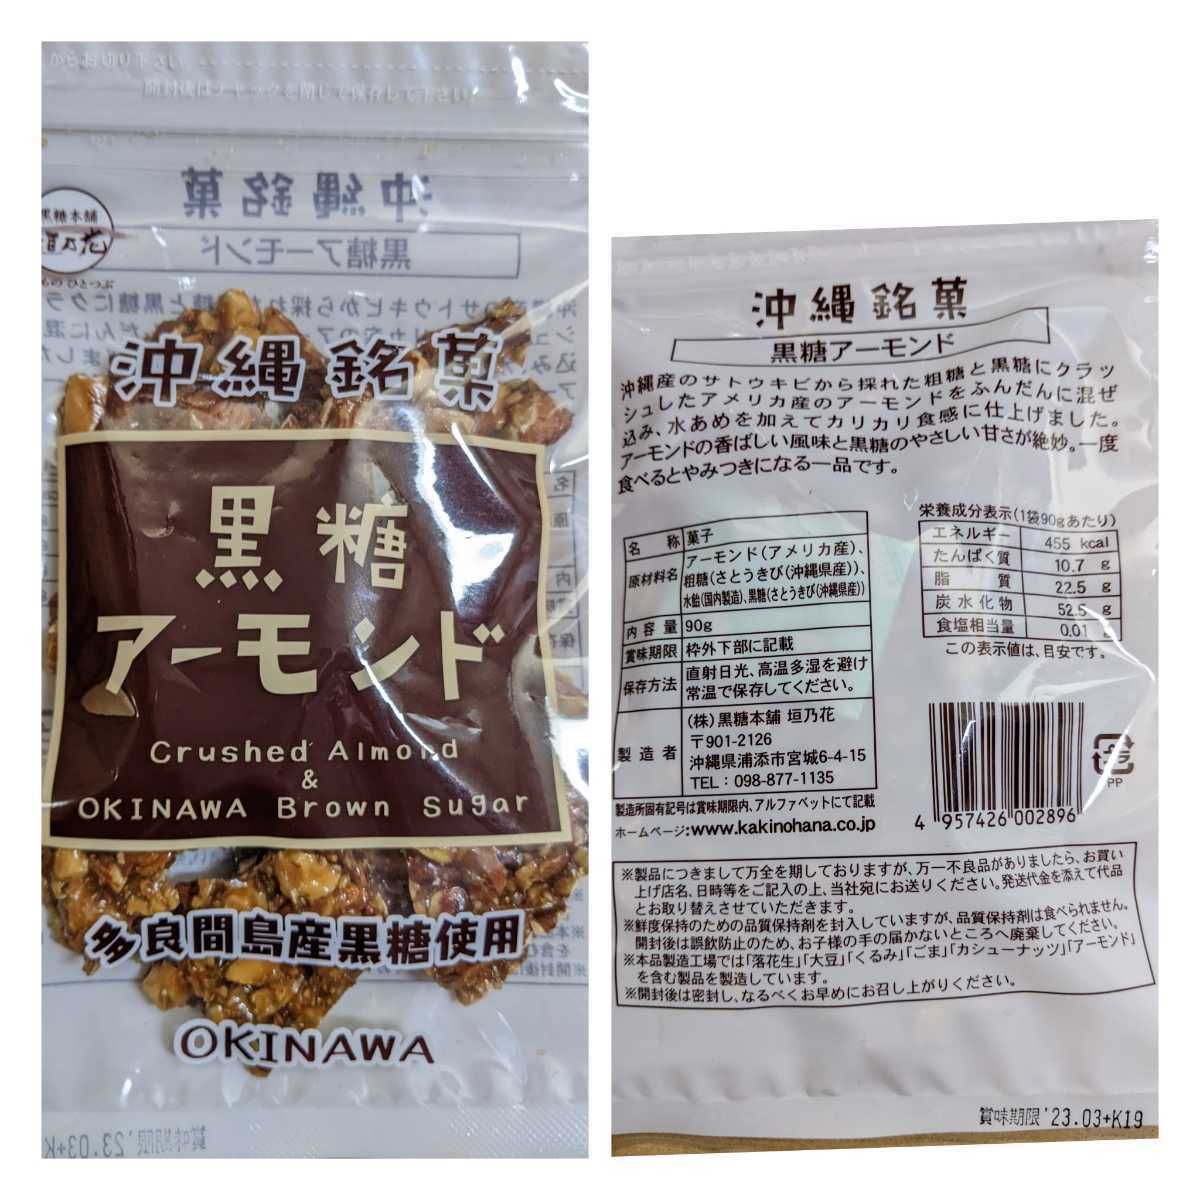 開封後はチャックを閉じて保存して下さい。
黒糖本舗
垣乃花
沖縄銘菓
黒糖
アーモンド
Crushed Almond
&
OKINAWA Brown Sugar
多良間島産黒糖使用
OKINAWA
沖縄銘菓
黒糖アーモンド
沖縄産のサトウキビから採れた粗糖と黒糖にクラッ
シュしたアメリカ産のアーモンドをふんだんに混ぜ
込み、水あめを加えてカリカリ食感に仕上げました。
アーモンドの香ばしい風味と黒糖のやさしい甘さが絶妙。一度
食べるとやみつきになる一品です。
名称 菓子
原材料名 アーモンド(アメリカ産)、
粗糖(さとうきび(沖縄県産))、
水飴(国内製造)、黒糖(さとうきび(沖縄県産))
内容量 90g
賞味期限 枠外下部に記載
保存方法 直射日光、高温多湿を避け
常温で保存してください。
製造者 (株)黒糖本舗 垣乃花
〒901-2126
沖縄県浦添市宮城6-4-15
TEL：098-877-1135
製造所固有記号は賞味期限内、アルファベットにて記載
ホームページ:www.kakinohana.co.jp
栄養成分表示(1袋90gあたり)
エネルギー 455 kcal
たんぱく質 10.7 g
脂質 22.5 g
炭水化物 52.5 g
食塩相当量 0.01 g
この表示値は、目安です。
4 957426 002896
PP
※製品につきまして万全を期しておりますが、万一不良品がありましたら、お買い
上げ店名、日時等をご記入の上、当社宛にお送りください。発送代金を添えて代品
とお取り替えさせていただきます。
※鮮度保持のための品質保持剤を封入していますが、品質保持剤は食べられません。
開封後は誤飲防止のため、お子様の手の届かないところへ廃棄してください。
※本品製造工場では「落花生」「大豆」「くるみ」「ごま」「カシューナッツ」「アーモンド」
を含む製品を製造しています。
※開封後は密封し、なるべくお早めにお召し上がりください。
賞味期限'23.03+K19